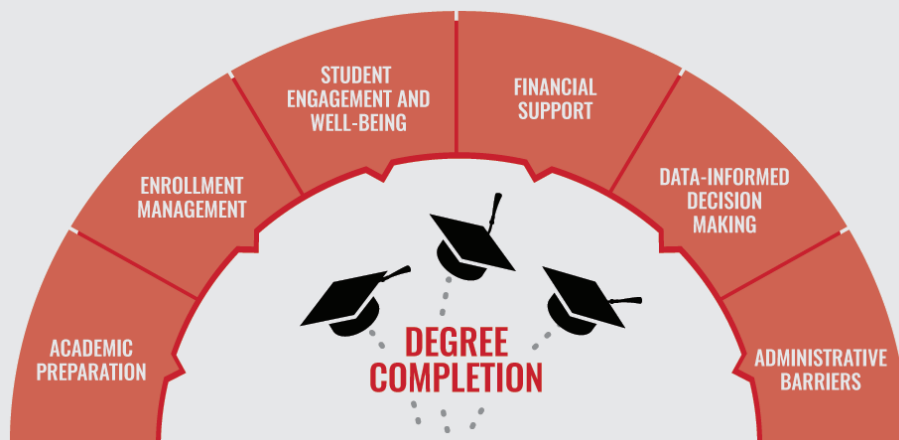 STUDENT
ENGAGEMENT AND
WELL-BEING
FINANCIAL
SUPPORT
ENROLLMENT
MANAGEMENT
DATA-INFORMED
DECISION
MAKING
ACADEMIC
PREPARATION
DEGREE
COMPLETION
ADMINISTRATIVE
BARRIERS